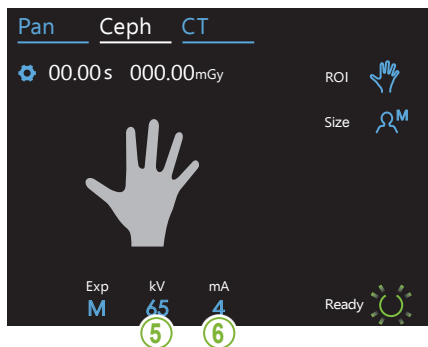 Pan Ceph CT
00.00s 000.00mGy
ROI
Size M
Exp kV mA
M 65 4
Ready
5 6